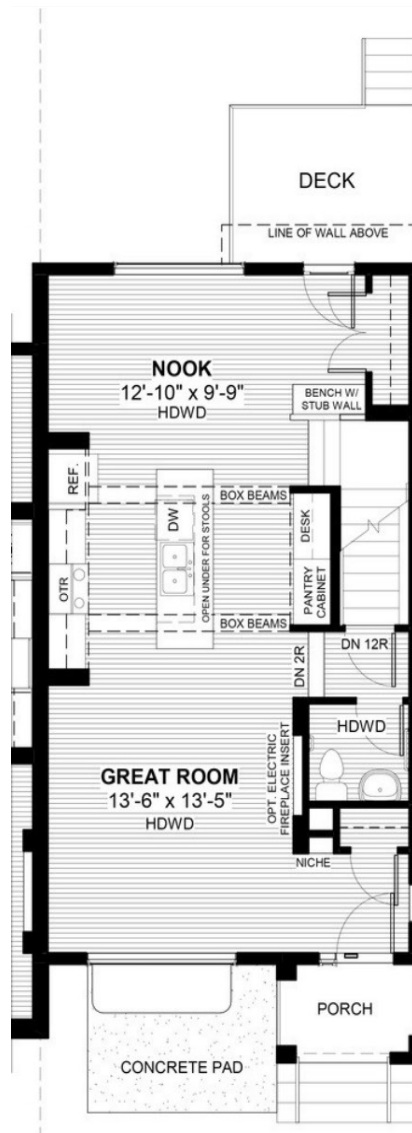 DECK
LINE OF WALL ABOVE
NOOK
12'-10" x 9'-9"
HDWD
BENCH W/
STUB WALL
REF.
BOX BEAMS
DW
OPEN UNDER FOR STOOLS
DESK
OTR
PANTRY
CABINET
BOX BEAMS
DN 2R
DN 12R
HDWD
GREAT ROOM
13'-6" x 13'-5"
HDWD
OPT. ELECTRIC
FIREPLACE INSERT
NICHE
PORCH
CONCRETE PAD